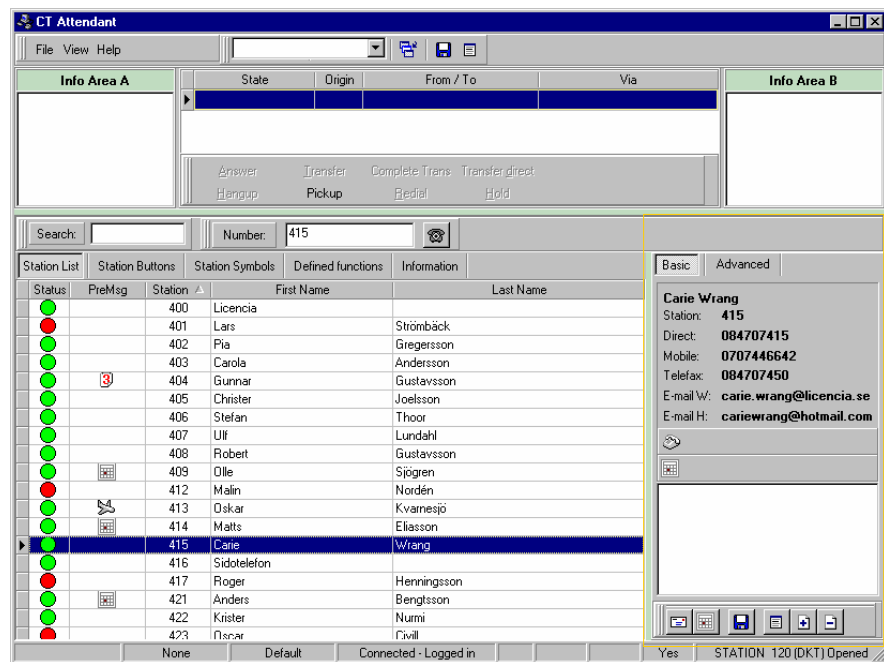 CT Attendant
File View Help
Info Area A
State Origin From / To Via
Info Area B
Answer Transfer Complete Trans Transfer direct
Hangup Pickup Redial Hold
Search: Number: 415
Station List Station Buttons Station Symbols Defined functions Information
Status PreMsg Station First Name Last Name
400 Licencia
401 Lars Strömbäck
402 Pia Gregersson
403 Carola Andersson
3 404 Gunnar Gustavsson
405 Christer Joelsson
406 Stefan Thoor
407 Ulf Lundahl
408 Robert Gustavsson
409 Olle Sjögren
412 Malin Nordén
413 Oskar Kvarnesjö
414 Matts Eliasson
415 Carie Wrang
416 Sidotelefon
417 Roger Henningsson
421 Anders Bengtsson
422 Krister Nurmi
423 Oscar Civill
Basic Advanced
Carie Wrang
Station: 415
Direct: 084707415
Mobile: 0707446642
Telefax: 084707450
E-mail W: carie.wrang@licencia.se
E-mail H: cariewrang@hotmail.com
None Default Connected - Logged in Yes STATION 120 (DKT) Opened